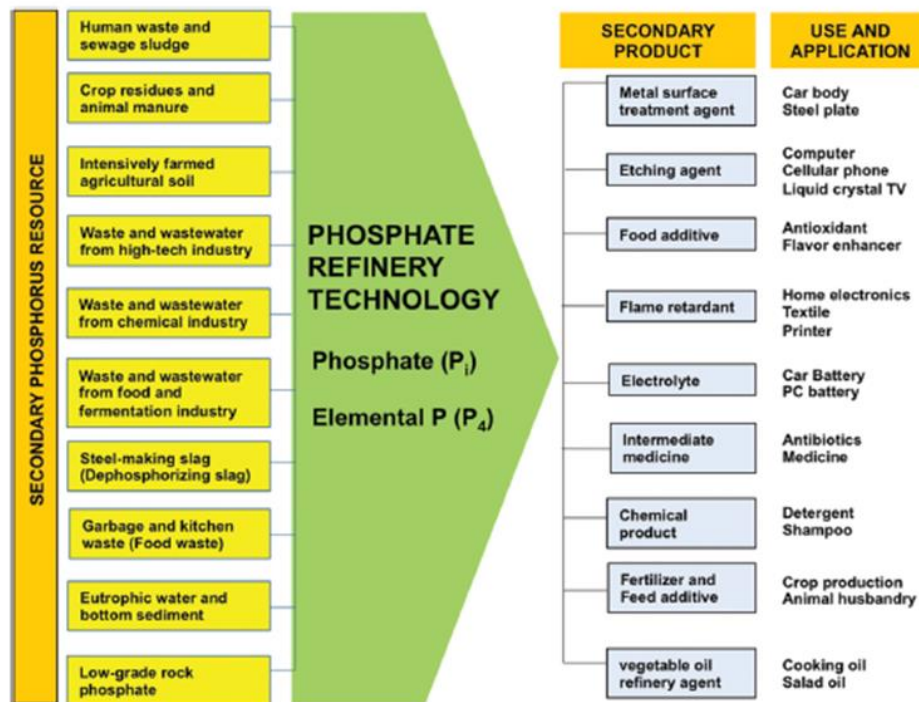 SECONDARY PHOSPHORUS RESOURCE
Human waste and
sewage sludge
Crop residues and
animal manure
Intensively farmed
agricultural soil
Waste and wastewater
from high-tech industry
Waste and wastewater
from chemical industry
Waste and wastewater
from food and
fermentation industry
Steel-making slag
(Dephosphorizing slag)
Garbage and kitchen
waste (Food waste)
Eutrophic water and
bottom sediment
Low-grade rock
phosphate
PHOSPHATE
REFINERY
TECHNOLOGY
Phosphate (Pi)
Elemental P (P4)
SECONDARY
PRODUCT
USE AND
APPLICATION
Metal surface
treatment agent
Car body
Steel plate
Etching agent
Computer
Cellular phone
Liquid crystal TV
Food additive
Antioxidant
Flavor enhancer
Flame retardant
Home electronics
Textile
Printer
Electrolyte
Car Battery
PC battery
Intermediate
medicine
Antibiotics
Medicine
Chemical
product
Detergent
Shampoo
Fertilizer and
Feed additive
Crop production
Animal husbandry
vegetable oil
refinery agent
Cooking oil
Salad oil